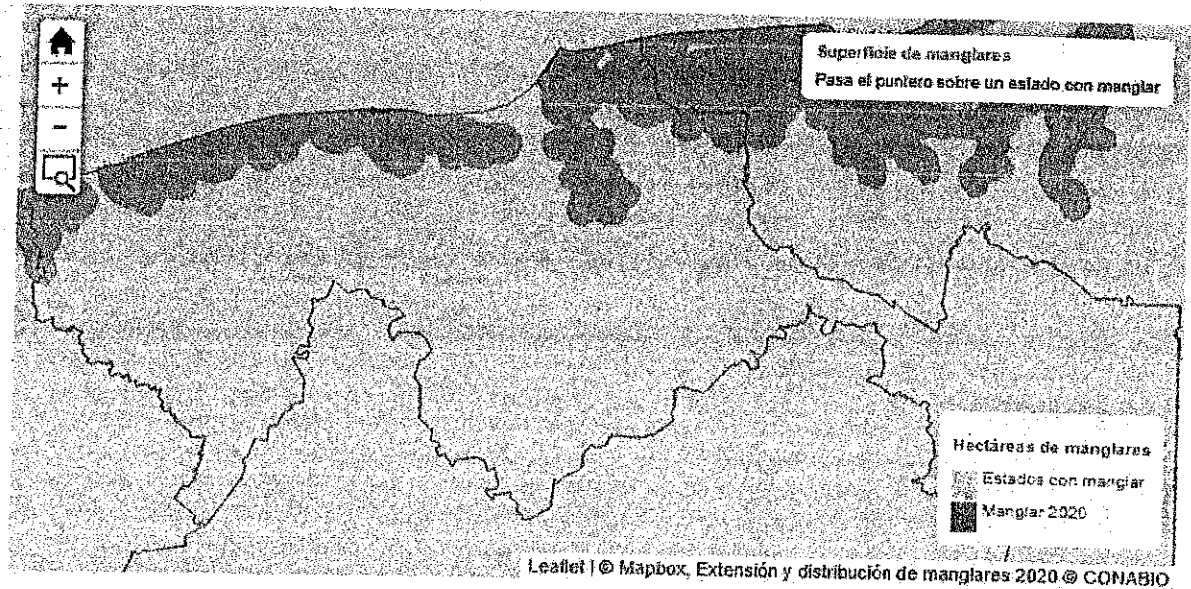 +
-
Superficie de manglares
Pasa el puntero sobre un estado con manglar
Hectáreas de manglares
Estados con manglar
Manglar 2020
Leaflet | © Mapbox, Extensión y distribución de manglares 2020 © CONABIO